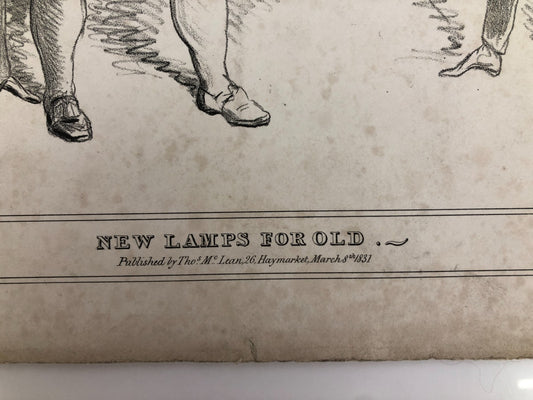 NEW LAMPS FOR OLD .~
Published by Thos. Mc. Lean, 26, Haymarket, March 8th 1831